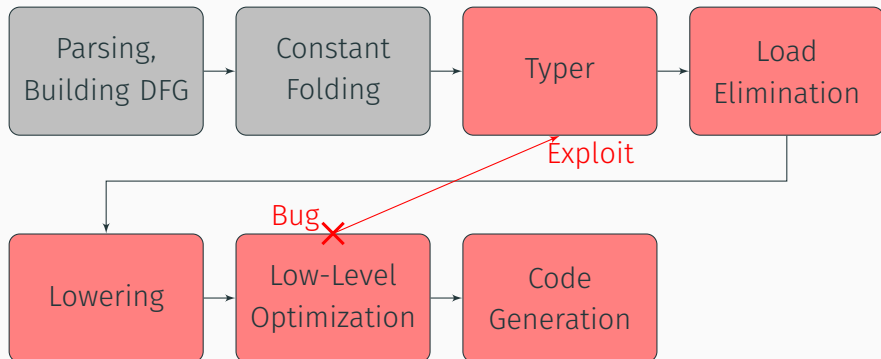 Parsing,
Building DFG
Constant
Folding
Typer
Load
Elimination
Exploit
Bug
Lowering
Low-Level
Optimization
Code
Generation